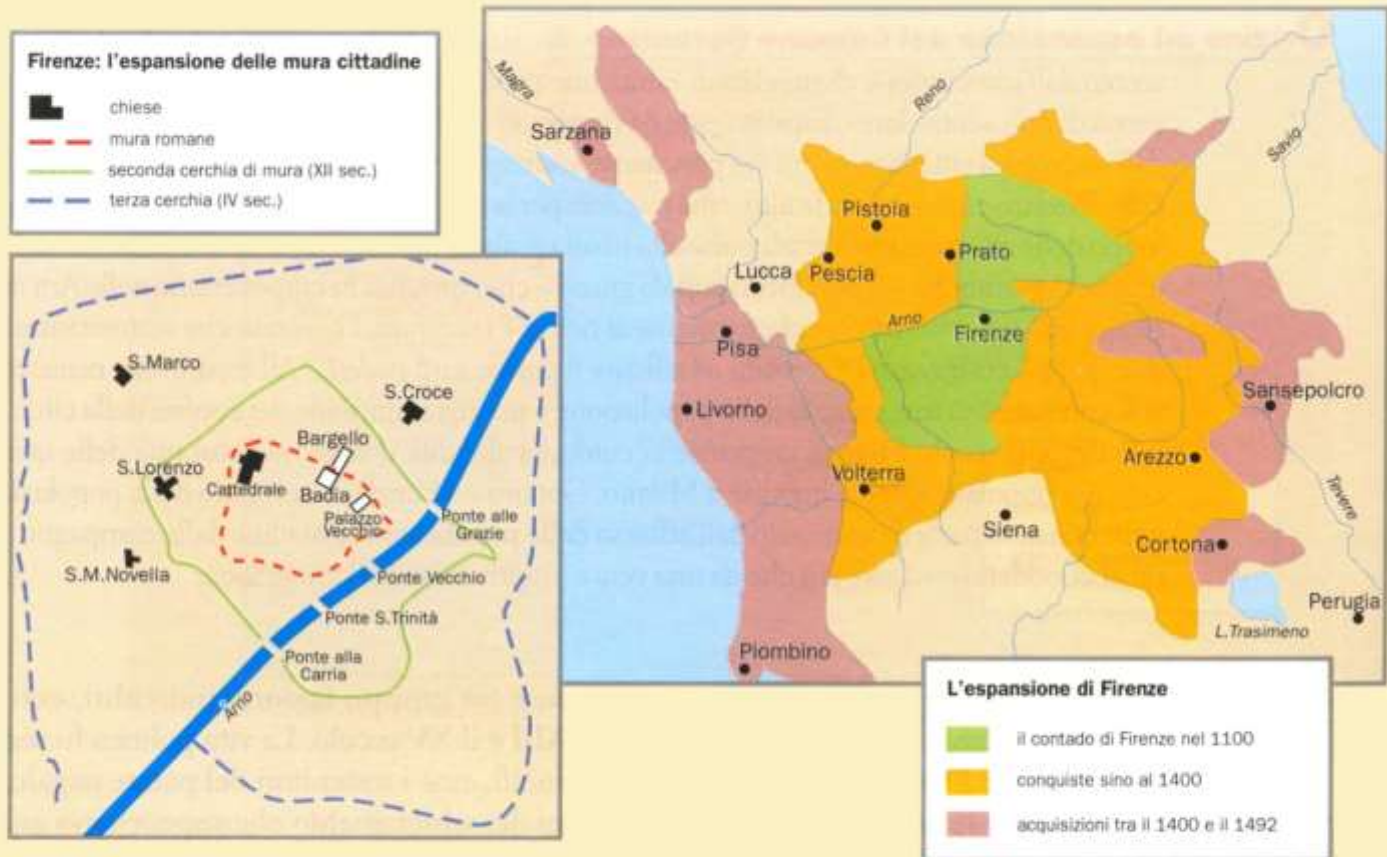 Firenze: l'espansione delle mura cittadine
chiese
mura romane
seconda cerchia di mura (XII sec.)
terza cerchia (IV sec.)
S.Marco
S.Croce
Bargello
S.Lorenzo
Cattedrale
Badia
Palazzo
Vecchio
Ponte alle
Grazie
S.M.Novella
Ponte Vecchio
Ponte S.Trinità
Ponte alla
Carria
Arno
Magra
Sarzana
Reno
Savio
Pistoia
Prato
Lucca
Pescia
Arno
Firenze
Pisa
Livorno
Sansepolcro
Volterra
Arezzo
Siena
Tevere
Cortona
Perugia
L.Trasimeno
Piombino
L'espansione di Firenze
il contado di Firenze nel 1100
conquiste sino al 1400
acquisizioni tra il 1400 e il 1492